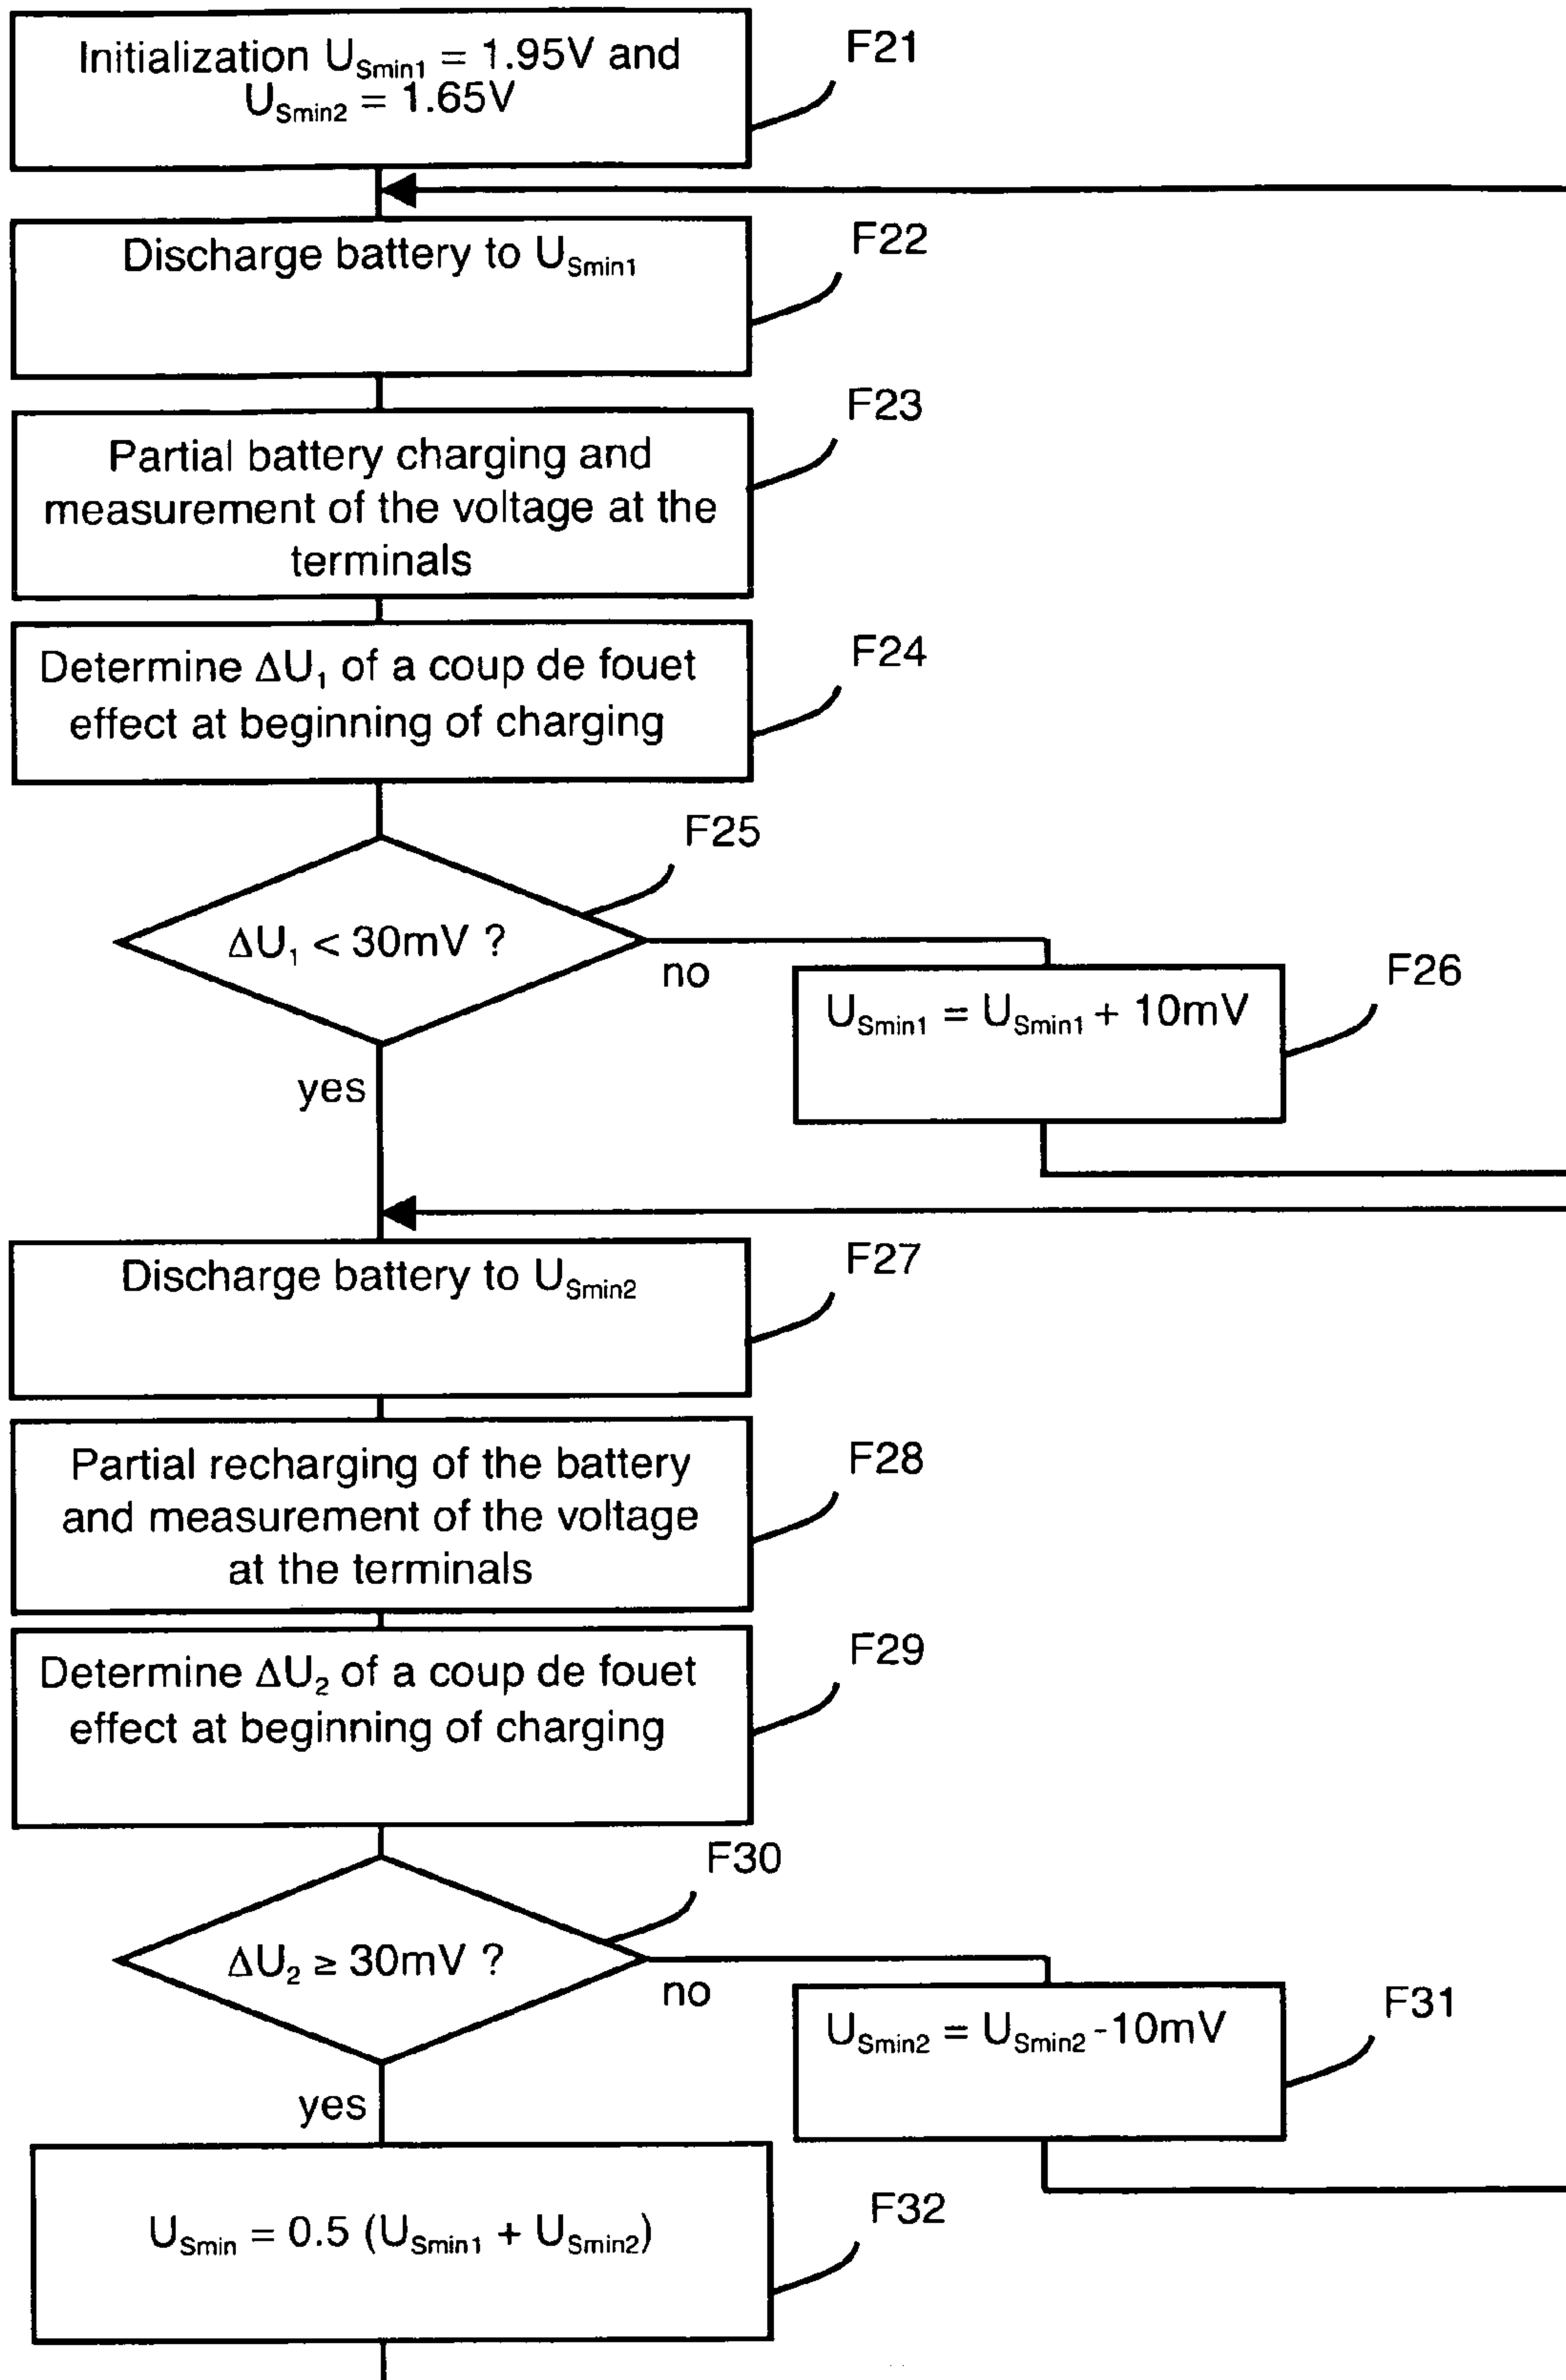 Initialization U_Smin1 = 1.95V and
U_Smin2 = 1.65V
F21
Discharge battery to U_Smin1
F22
Partial battery charging and
measurement of the voltage at the
terminals
F23
Determine ΔU_1 of a coup de fouet
effect at beginning of charging
F24
F25
ΔU_1 < 30mV ?
no
yes
U_Smin1 = U_Smin1 + 10mV
F26
Discharge battery to U_Smin2
F27
Partial recharging of the battery
and measurement of the voltage
at the terminals
F28
Determine ΔU_2 of a coup de fouet
effect at beginning of charging
F29
F30
ΔU_2 ≥ 30mV ?
no
yes
U_Smin2 = U_Smin2 -10mV
F31
U_Smin = 0.5 (U_Smin1 + U_Smin2)
F32